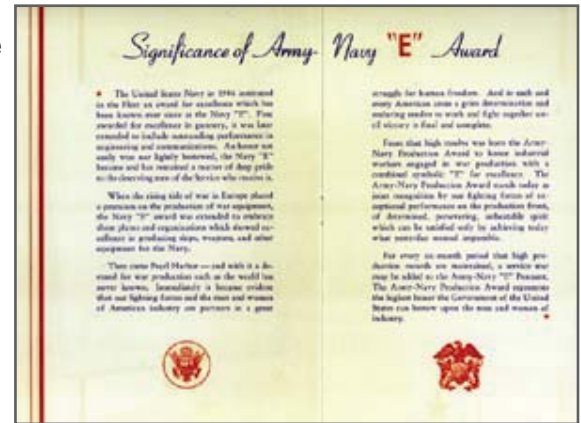 Significance of Army-Navy "E" Award
The United States Navy in 1906 instituted
in the Fleet an award for excellence which has
been known ever since as the Navy "E". First
awarded for excellence in gunnery, it was later
extended to include outstanding performance in
engineering and communications. An honor not
easily won nor lightly bestowed, the Navy "E"
became and has remained a matter of deep pride
to the deserving men of the Service who receive it.
When the rising tide of war in Europe placed
a premium on the production of war equipment,
the Navy "E" award was extended to embrace
those plants and organizations which showed ex-
cellence in producing ships, weapons, and other
equipment for the Navy.
Then came Pearl Harbor — and with it a de-
mand for war production such as the world has
never known. Immediately it became evident
that our fighting forces and the men and women
of American industry are partners in a great
struggle for human freedom. And in each and
every American arose a grim determination and
enduring resolve to work and fight together un-
til victory is final and complete.
From that high resolve was born the Army-
Navy Production Award to honor industrial
workers engaged in war production with a
combined symbolic "E" for excellence. The
Army-Navy Production Award stands today as
joint recognition by our fighting forces of ex-
ceptional performance on the production front,
of determined, persevering, unbeatable spirit
which can be satisfied only by achieving today
what yesterday seemed impossible.
For every six-month period that high pro-
duction records are maintained, a service star
may be added to the Army-Navy "E" Pennant.
The Army-Navy Production Award represents
the highest honor the Government of the United
States can bestow upon the men and women of
industry.